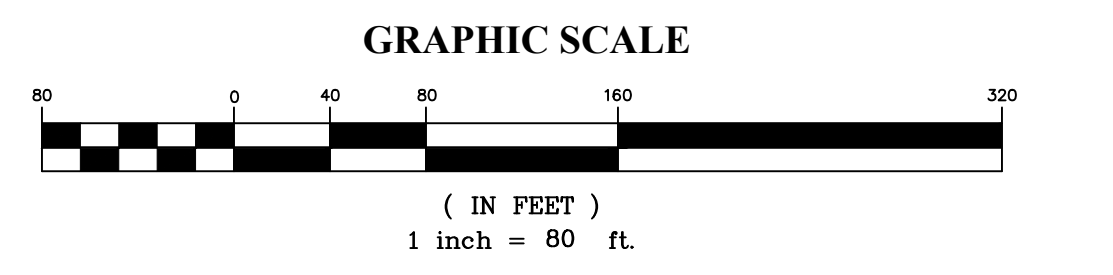 GRAPHIC SCALE
80 0 40 80 160 320
( IN FEET )
1 inch = 80 ft.